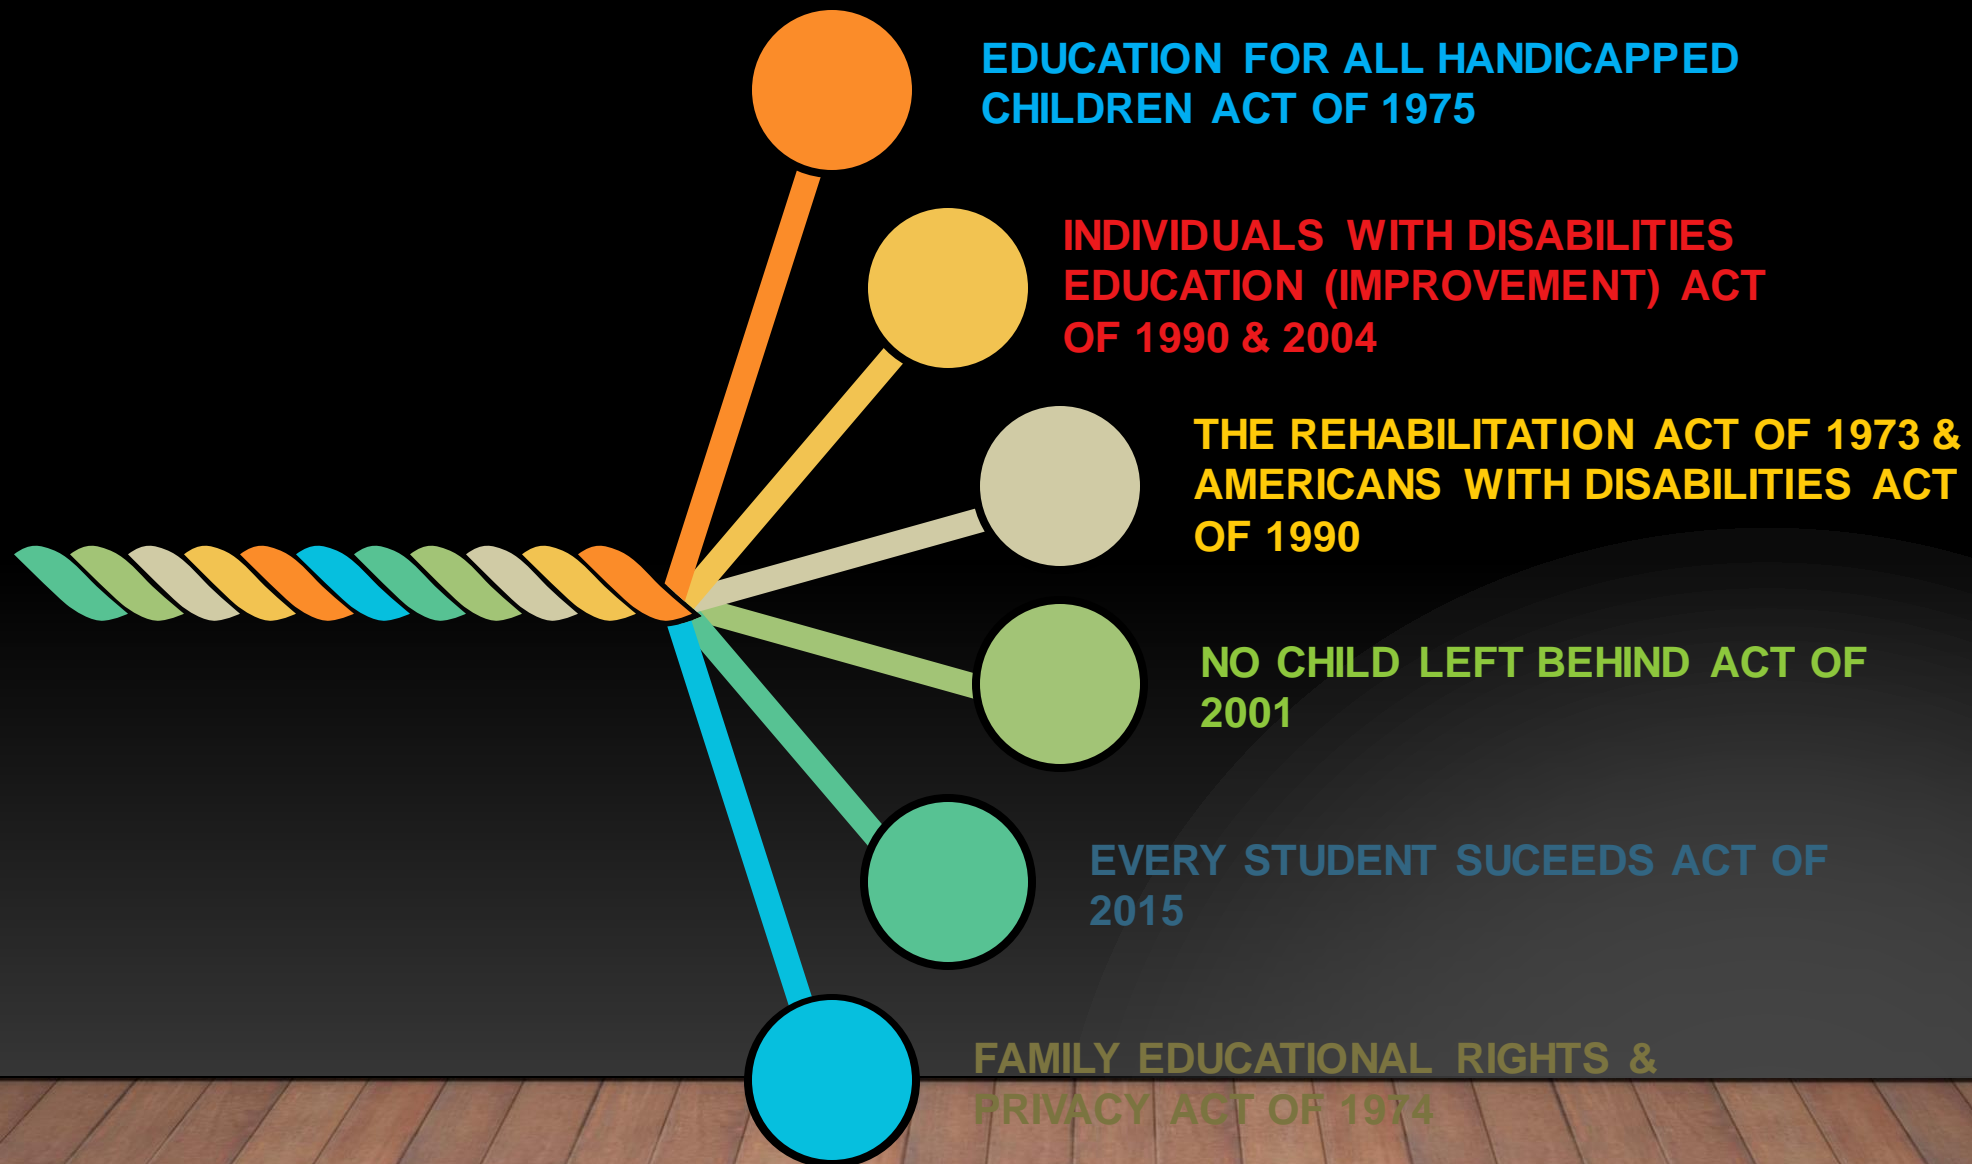 EDUCATION FOR ALL HANDICAPPED
CHILDREN ACT OF 1975
INDIVIDUALS WITH DISABILITIES
EDUCATION (IMPROVEMENT) ACT
OF 1990 & 2004
THE REHABILITATION ACT OF 1973 &
AMERICANS WITH DISABILITIES ACT
OF 1990
NO CHILD LEFT BEHIND ACT OF
2001
EVERY STUDENT SUCEEDS ACT OF
2015
FAMILY EDUCATIONAL RIGHTS &
PRIVACY ACT OF 1974